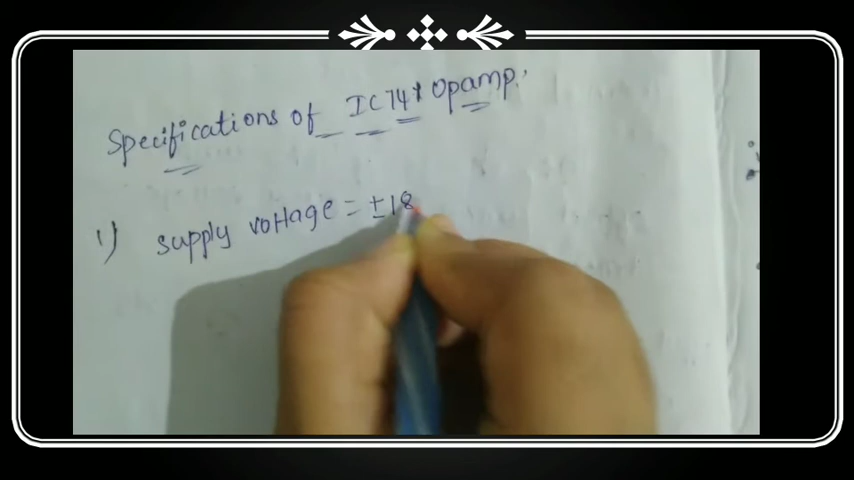 Specifications of IC741 Opamp.
1) supply voltage = ±18